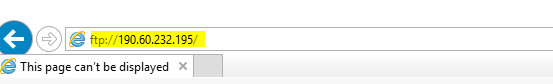 ftp://190.60.232.195/
This page can't be displayed